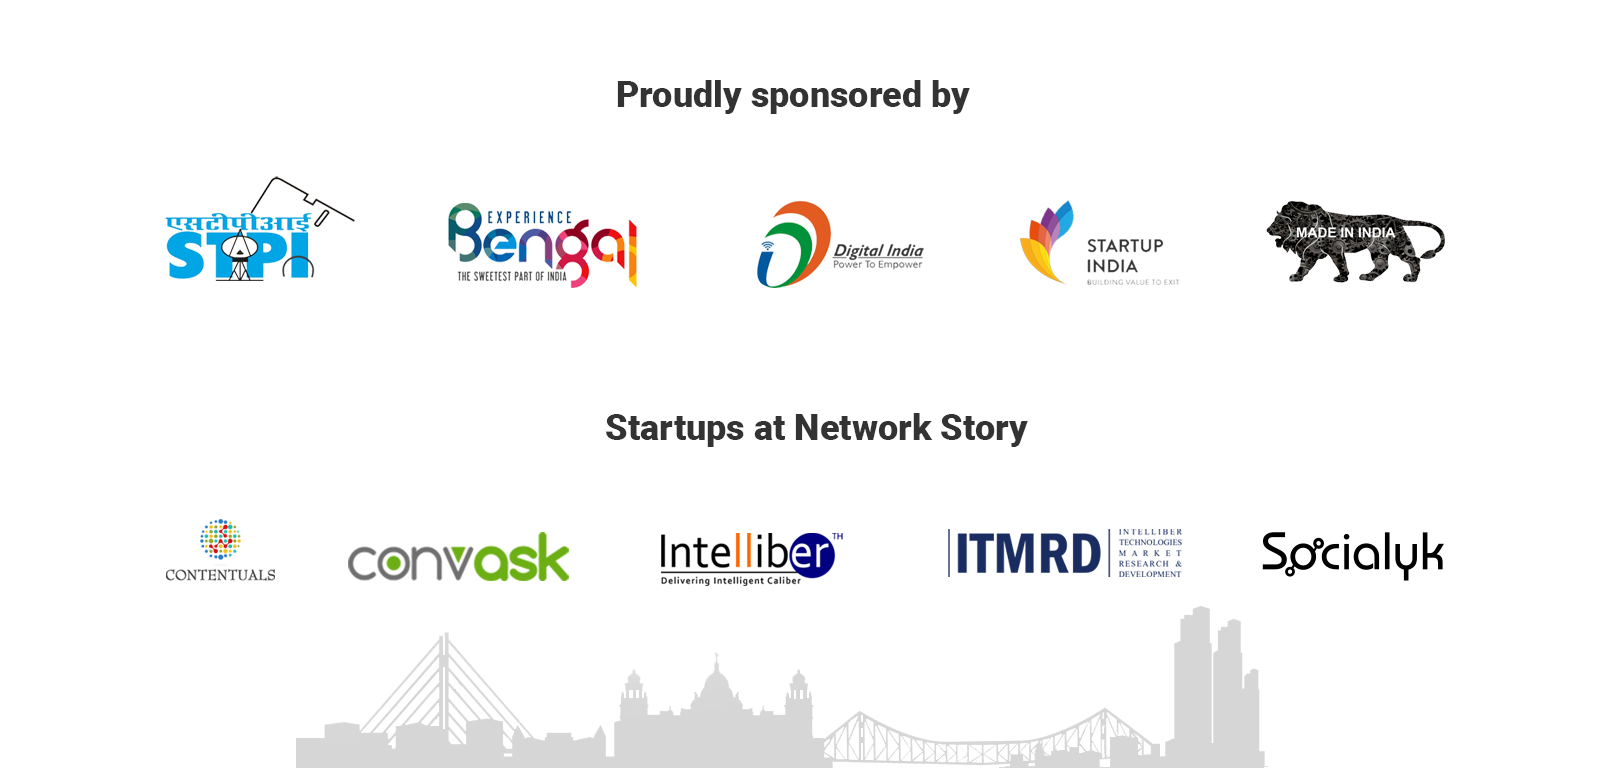 Proudly sponsored by
एसटीपीआई
STPI
EXPERIENCE
Bengal
THE SWEETEST PART OF INDIA
Digital India
Power To Empower
STARTUP
INDIA
BUILDING VALUE TO EXIT
MADE IN INDIA
Startups at Network Story
CONTENTUALS
convask
Intelliber TM
Delivering Intelligent Caliber
ITMRD
INTELLIBER
TECHNOLOGIES
MARKET
RESEARCH &
DEVELOPMENT
Socialyk